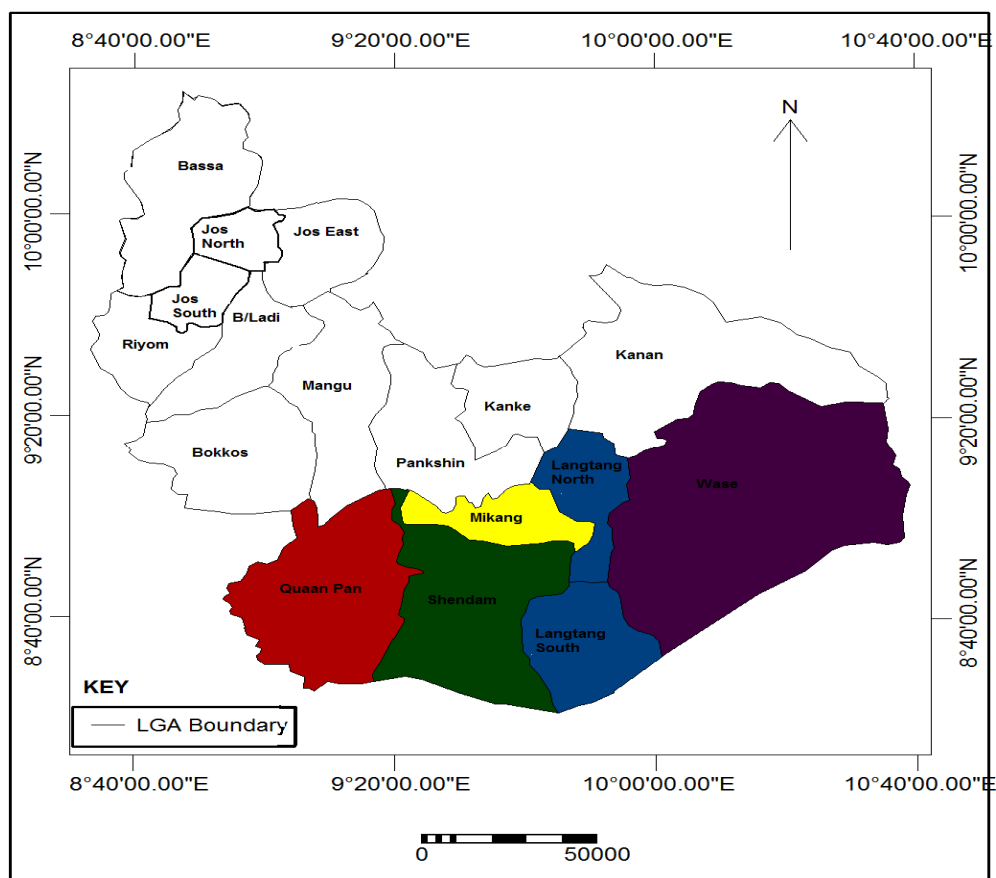 8°40'00.00"E 9°20'00.00"E 10°00'00.00"E 10°40'00.00"E
N
Bassa
10°00'00.00"N
10°00'00.00"N
Jos
North
Jos East
Jos
South
B/Ladi
Riyom
Kanan
Mangu
9°20'00.00"N
9°20'00.00"N
Kanke
Bokkos
Pankshin
Langtang
North
Wase
Mikang
Quaan Pan
Shendam
8°40'00.00"N
8°40'00.00"N
Langtang
South
KEY
LGA Boundary
8°40'00.00"E 9°20'00.00"E 10°00'00.00"E 10°40'00.00"E
0 50000